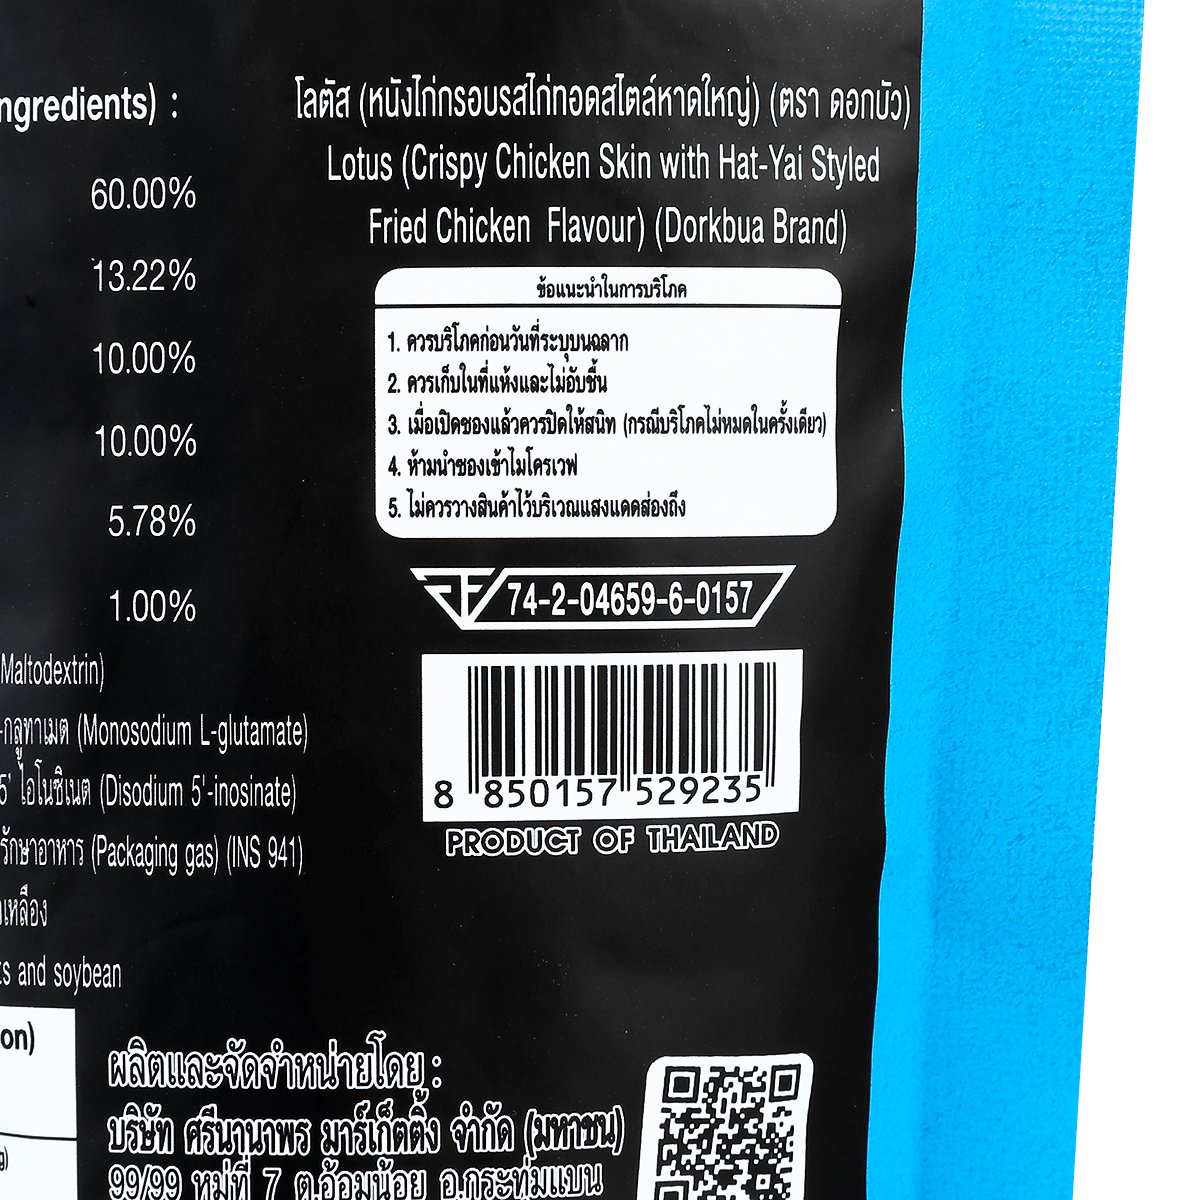 ngredients) :
60.00%
13.22%
10.00%
10.00%
5.78%
1.00%
Maltodextrin)
-กลูทาเมต (Monosodium L-glutamate)
5' ไอโนซิเนต (Disodium 5'-inosinate)
รักษาอาหาร (Packaging gas) (INS 941)
เหลือง
ts and soybean
on)
g)
โลตัส (หนังไก่กรอบรสไก่ทอดสไตล์หาดใหญ่) (ตรา ดอกบัว)
Lotus (Crispy Chicken Skin with Hat-Yai Styled
Fried Chicken Flavour) (Dorkbua Brand)
ข้อแนะนำในการบริโภค
1. ควรบริโภคก่อนวันที่ระบุบนฉลาก
2. ควรเก็บในที่แห้งและไม่อับชื้น
3. เมื่อเปิดซองแล้วควรปิดให้สนิท (กรณีบริโภคไม่หมดในครั้งเดียว)
4. ห้ามนำซองเข้าไมโครเวฟ
5. ไม่ควรวางสินค้าไว้บริเวณแสงแดดส่องถึง
74-2-04659-6-0157
8 850157 529235
PRODUCT OF THAILAND
ผลิตและจัดจำหน่ายโดย :
บริษัท ศรีนานาพร มาร์เก็ตติ้ง จำกัด (มหาชน)
99/99 หมู่ที่ 7 ต.อ้อมน้อย อ.กระทุ่มแบน